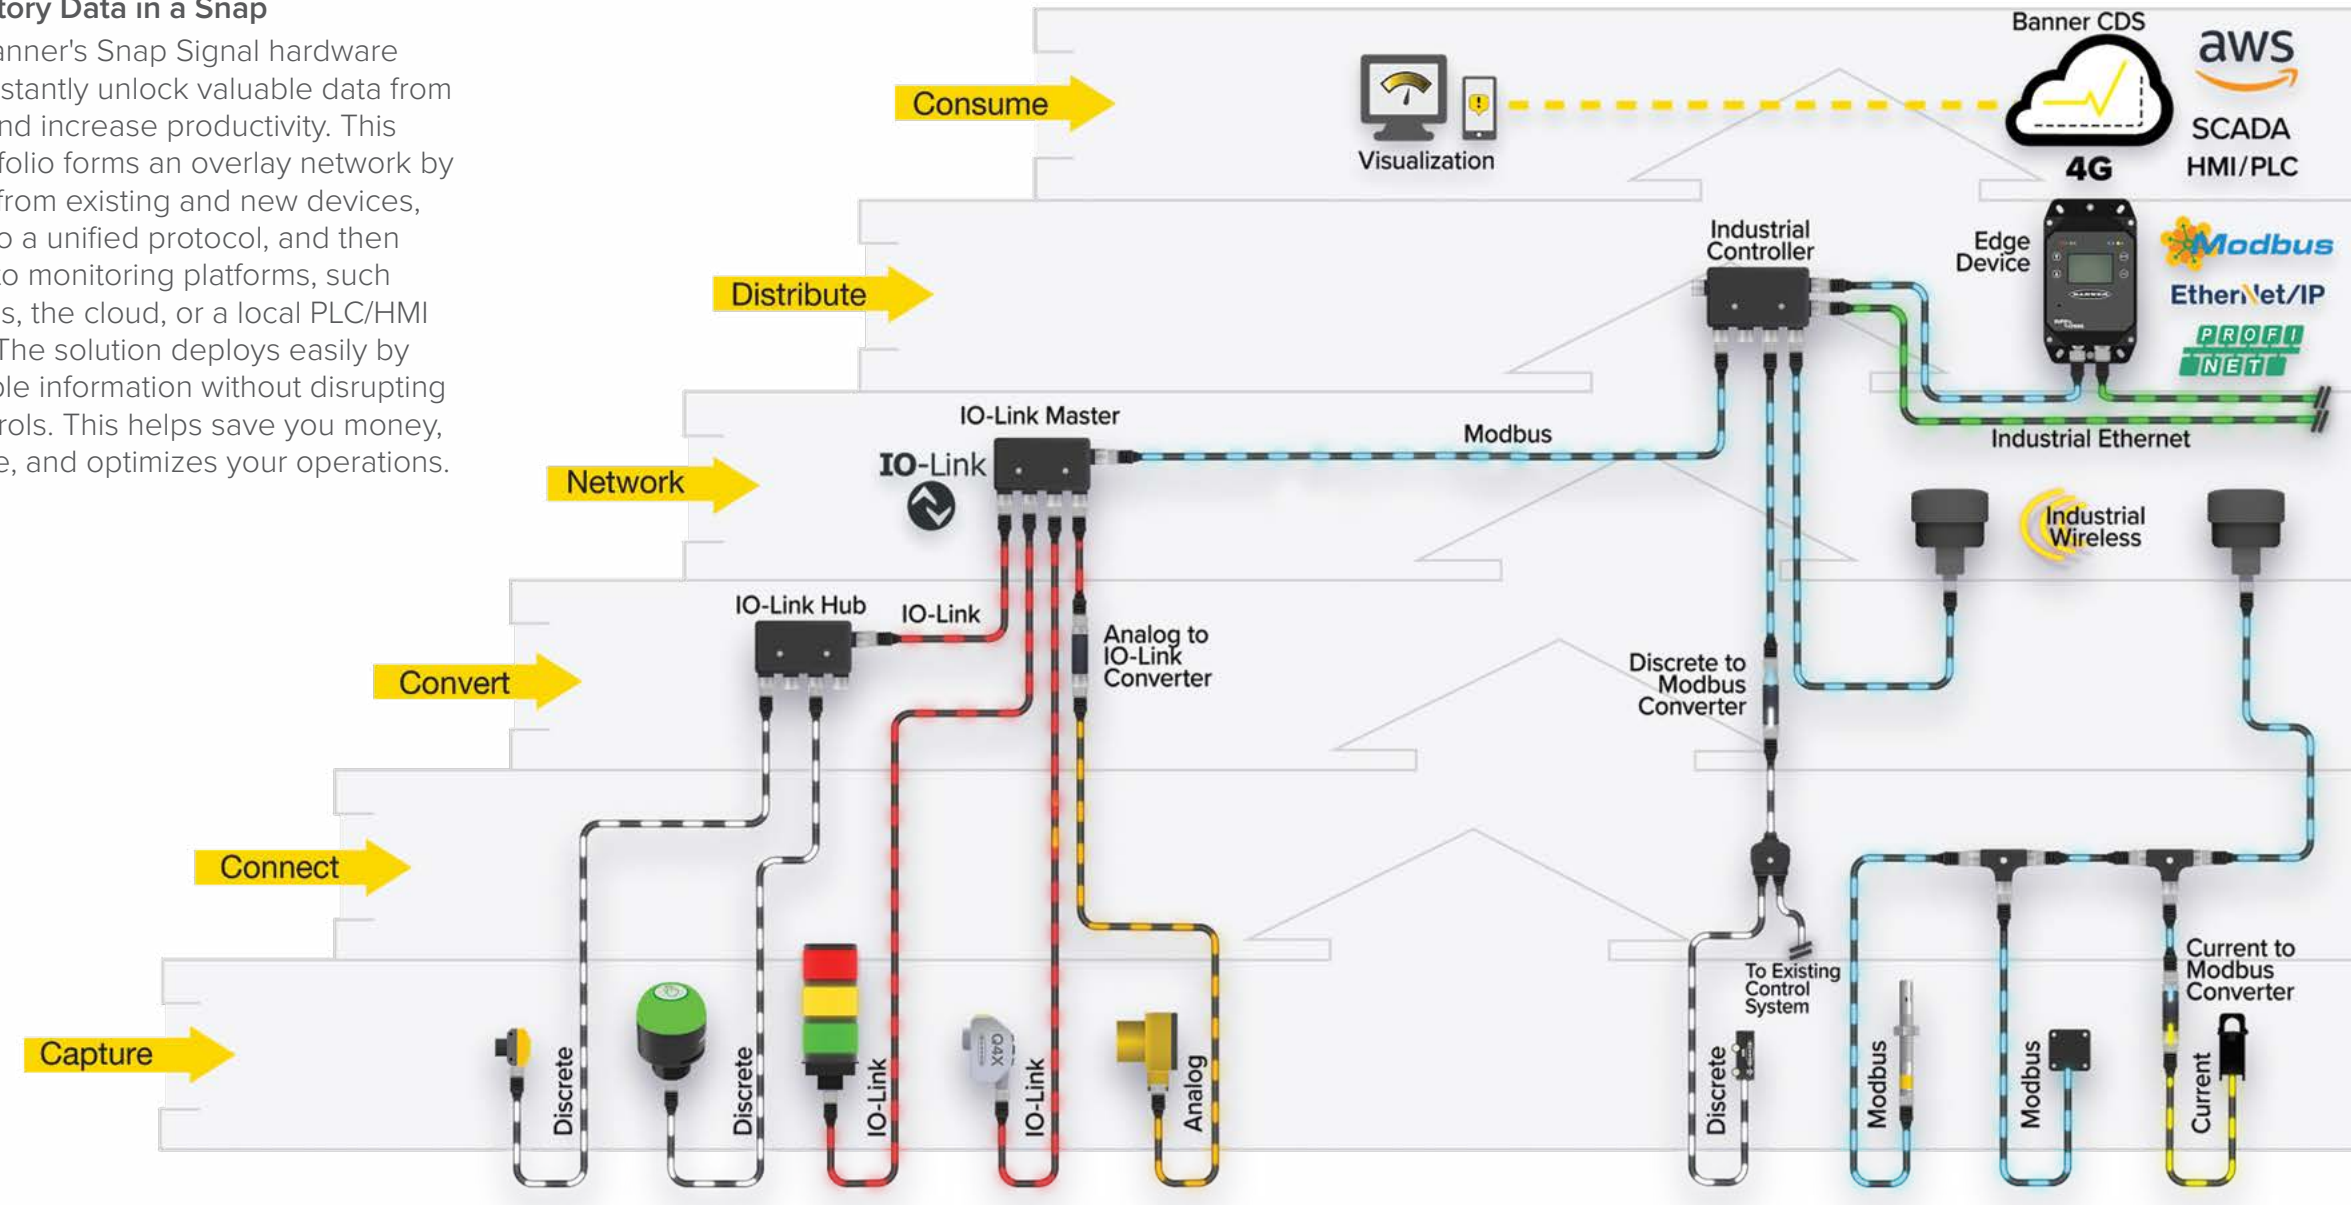 tory Data in a Snap
anner's Snap Signal hardware
stantly unlock valuable data from
nd increase productivity. This
folio forms an overlay network by
from existing and new devices,
o a unified protocol, and then
to monitoring platforms, such
s, the cloud, or a local PLC/HMI
The solution deploys easily by
ble information without disrupting
rols. This helps save you money,
e, and optimizes your operations.
Consume
Visualization
Banner CDS
4G
aws
SCADA
HMI/PLC
Distribute
Industrial
Controller
Edge
Device
BANNER
Modbus
EtherNet/IP
PROFI
NET
Industrial Ethernet
Network
IO-Link Master
IO-Link
Modbus
Industrial
Wireless
Convert
IO-Link Hub
IO-Link
Analog to
IO-Link
Converter
Discrete to
Modbus
Converter
Connect
To Existing
Control
System
Current to
Modbus
Converter
Capture
Discrete
Discrete
IO-Link
Q4X
IO-Link
Analog
Discrete
Modbus
Modbus
Current